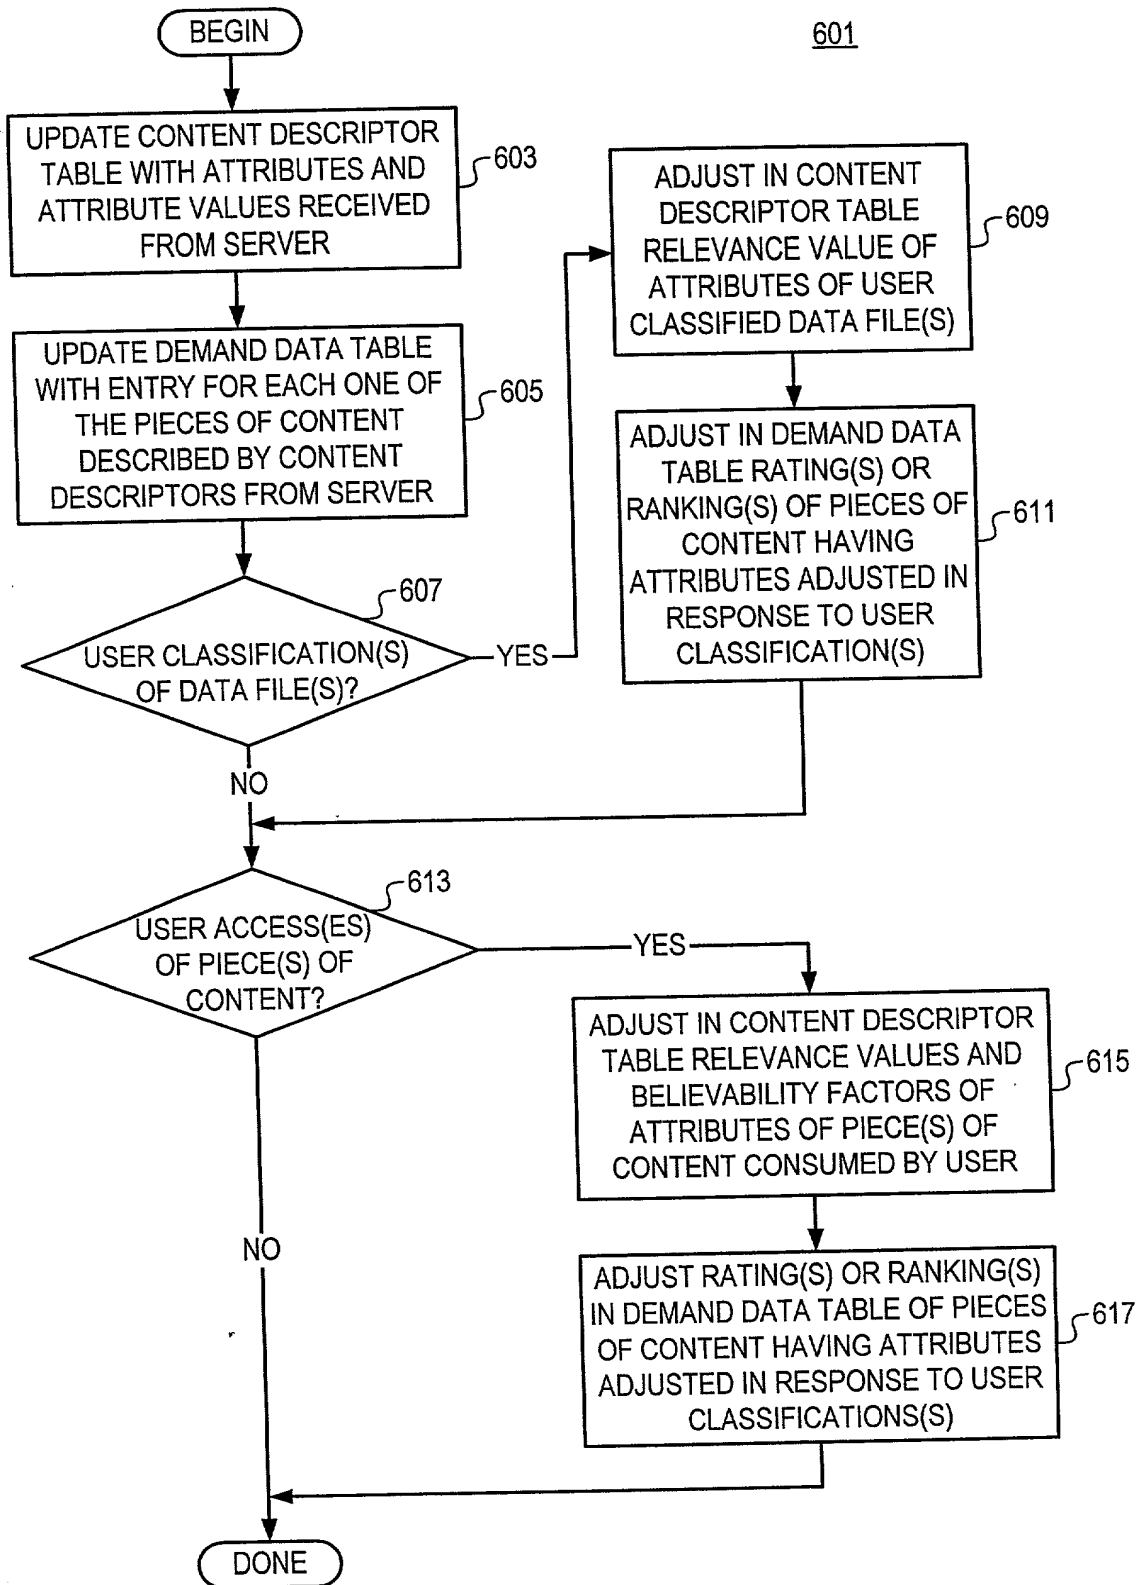 BEGIN
601
UPDATE CONTENT DESCRIPTOR
TABLE WITH ATTRIBUTES AND
ATTRIBUTE VALUES RECEIVED
FROM SERVER
603
UPDATE DEMAND DATA TABLE
WITH ENTRY FOR EACH ONE OF
THE PIECES OF CONTENT
DESCRIBED BY CONTENT
DESCRIPTORS FROM SERVER
605
USER CLASSIFICATION(S)
OF DATA FILE(S)?
607
YES
NO
ADJUST IN CONTENT
DESCRIPTOR TABLE
RELEVANCE VALUE OF
ATTRIBUTES OF USER
CLASSIFIED DATA FILE(S)
609
ADJUST IN DEMAND DATA
TABLE RATING(S) OR
RANKING(S) OF PIECES OF
CONTENT HAVING
ATTRIBUTES ADJUSTED IN
RESPONSE TO USER
CLASSIFICATION(S)
611
USER ACCESS(ES)
OF PIECE(S) OF
CONTENT?
613
YES
NO
ADJUST IN CONTENT DESCRIPTOR
TABLE RELEVANCE VALUES AND
BELIEVABILITY FACTORS OF
ATTRIBUTES OF PIECE(S) OF
CONTENT CONSUMED BY USER
615
ADJUST RATING(S) OR RANKING(S)
IN DEMAND DATA TABLE OF PIECES
OF CONTENT HAVING ATTRIBUTES
ADJUSTED IN RESPONSE TO USER
CLASSIFICATIONS(S)
617
DONE